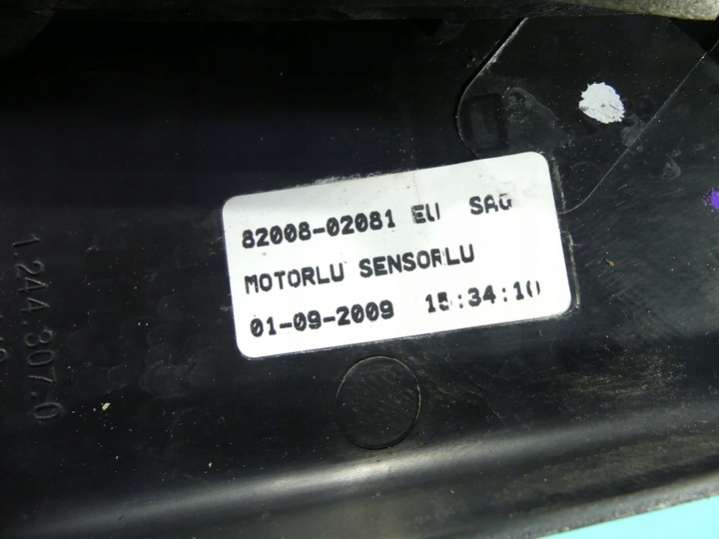 82008-02081 EU SAG
MOTORLU SENSORLU
01-09-2009 15:34:10
1.244.307.0